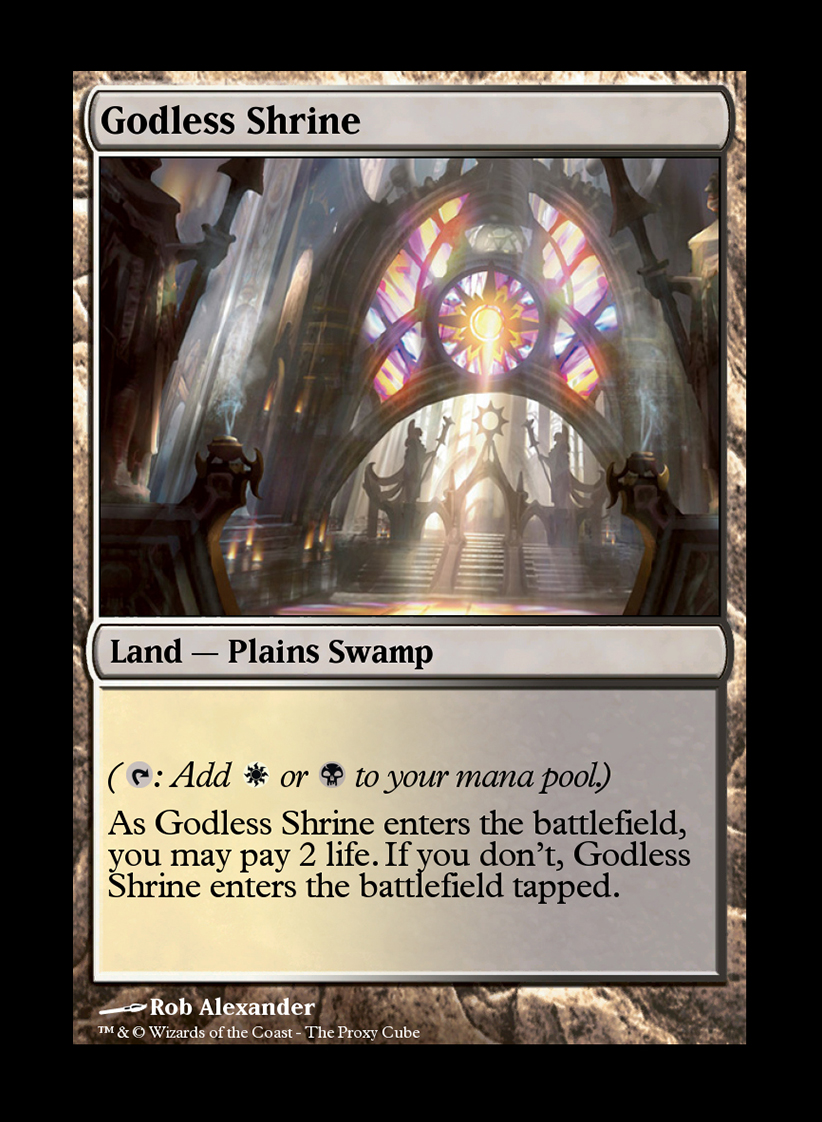 Godless Shrine
Land — Plains Swamp
( : Add or to your mana pool.)
As Godless Shrine enters the battlefield,
you may pay 2 life. If you don't, Godless
Shrine enters the battlefield tapped.
Rob Alexander
™ & © Wizards of the Coast - The Proxy Cube